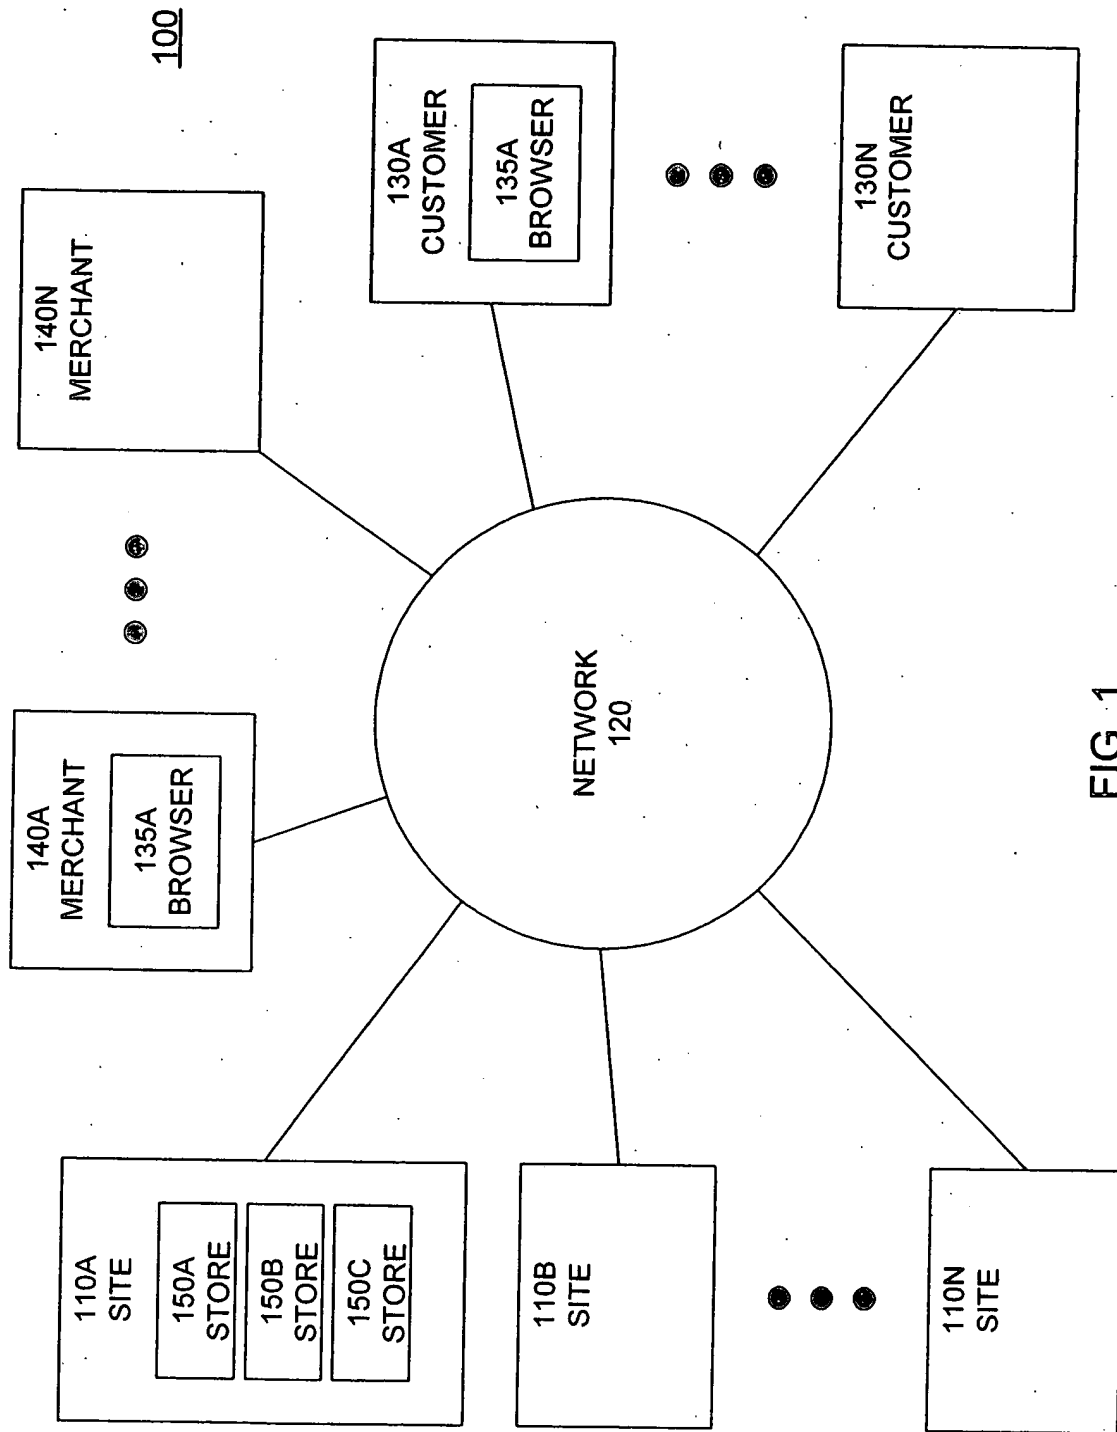 100
110A
SITE
150A
STORE
150B
STORE
150C
STORE
110B
SITE
110N
SITE
140A
MERCHANT
135A
BROWSER
140N
MERCHANT
NETWORK
120
130A
CUSTOMER
135A
BROWSER
130N
CUSTOMER
FIG. 1